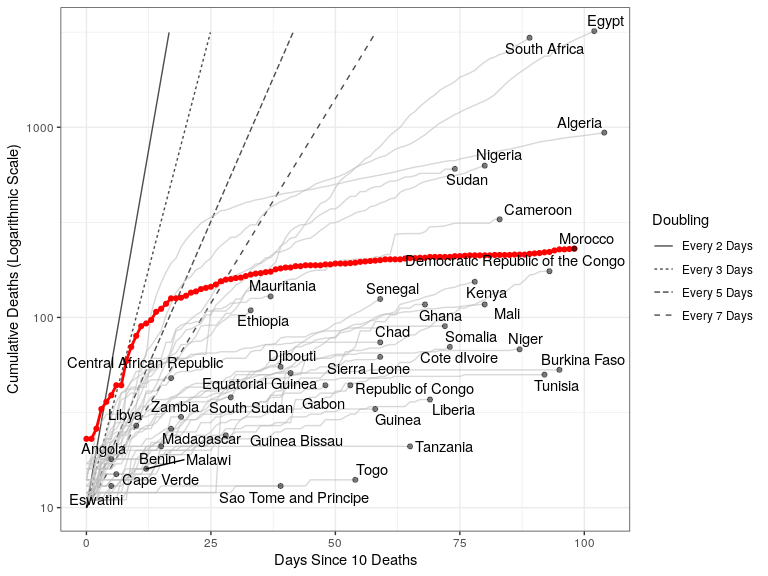 Egypt
South Africa
1000
Algeria
Nigeria
Sudan
Cameroon
Morocco
Democratic Republic of the Congo
Mauritania
Senegal
Kenya
Mali
Ethiopia
Ghana
100
Chad
Somalia
Niger
Djibouti
Cote dIvoire
Burkina Faso
Central African Republic
Sierra Leone
Equatorial Guinea
Republic of Congo
Tunisia
Libya
Zambia
South Sudan
Gabon
Liberia
Guinea
Angola
Madagascar
Guinea Bissau
Tanzania
Benin
Malawi
Togo
Cape Verde
Eswatini
Sao Tome and Principe
10
0
25
50
75
100
Days Since 10 Deaths
Cumulative Deaths (Logarithmic Scale)
Doubling
Every 2 Days
Every 3 Days
Every 5 Days
Every 7 Days